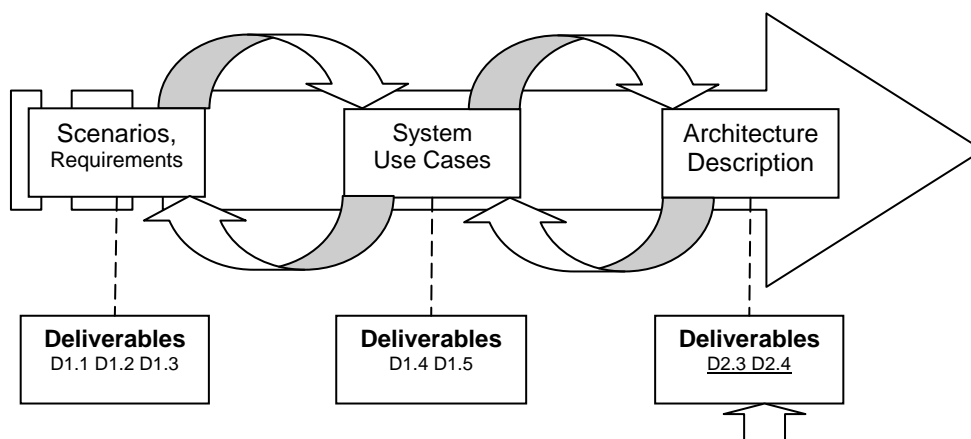 Scenarios,
Requirements
System
Use Cases
Architecture
Description
Deliverables
D1.1 D1.2 D1.3
Deliverables
D1.4 D1.5
Deliverables
D2.3 D2.4